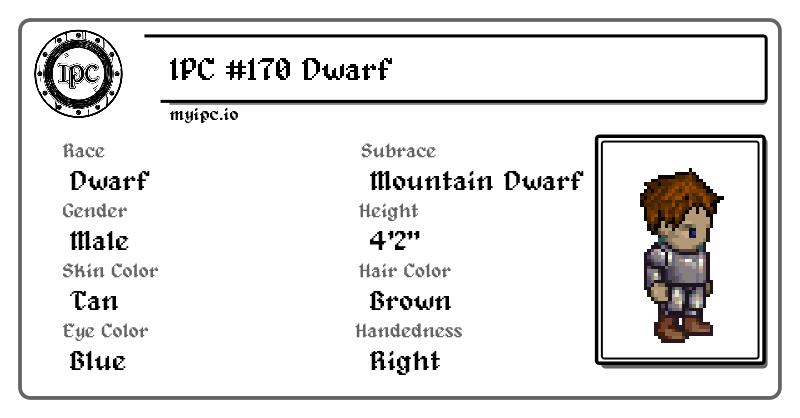 IPC
IPC #170 Dwarf
myipc.io
Race
Subrace
Dwarf
Mountain Dwarf
Gender
Height
Male
4'2"
Skin Color
Hair Color
Tan
Brown
Eye Color
Handedness
Blue
Right